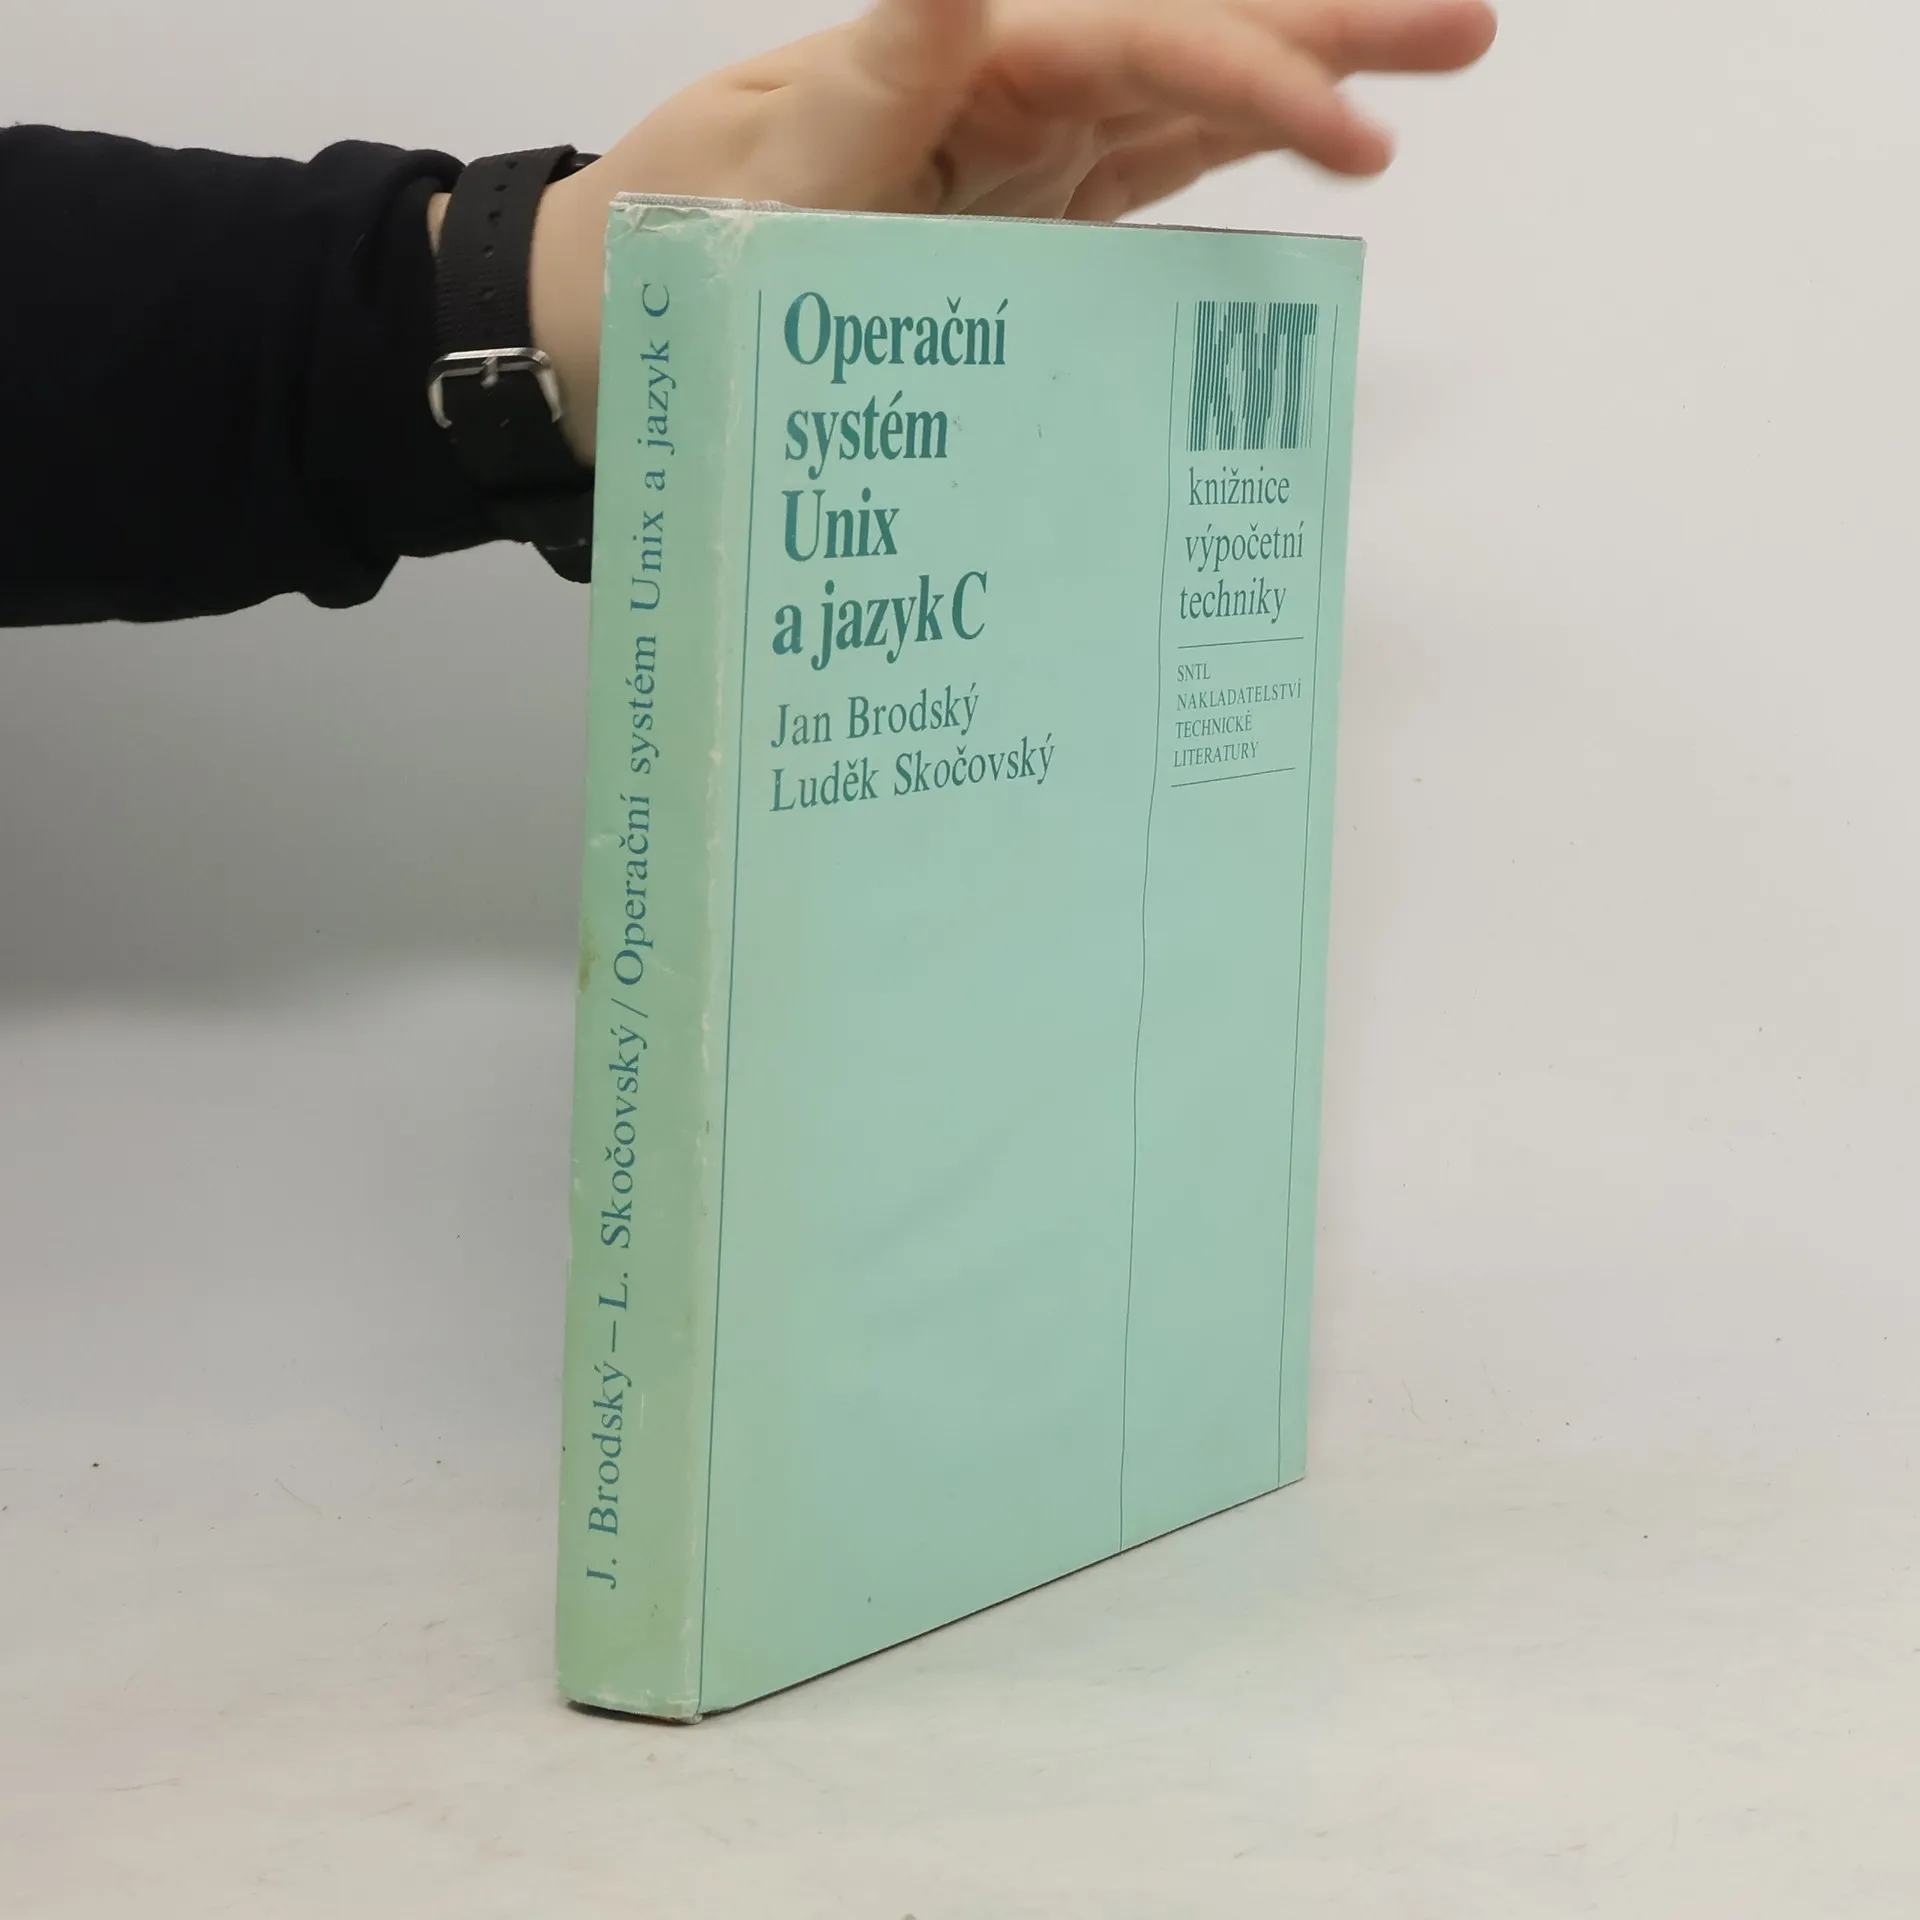 J. Brodský — L. Skočovský / Operační systém Unix a jazyk C
Operační
systém
Unix
a jazyk C
Jan Brodský
Luděk Skočovský
KVT
knižnice
výpočetní
techniky
SNTL
NAKLADATELSTVÍ
TECHNICKÉ
LITERATURY